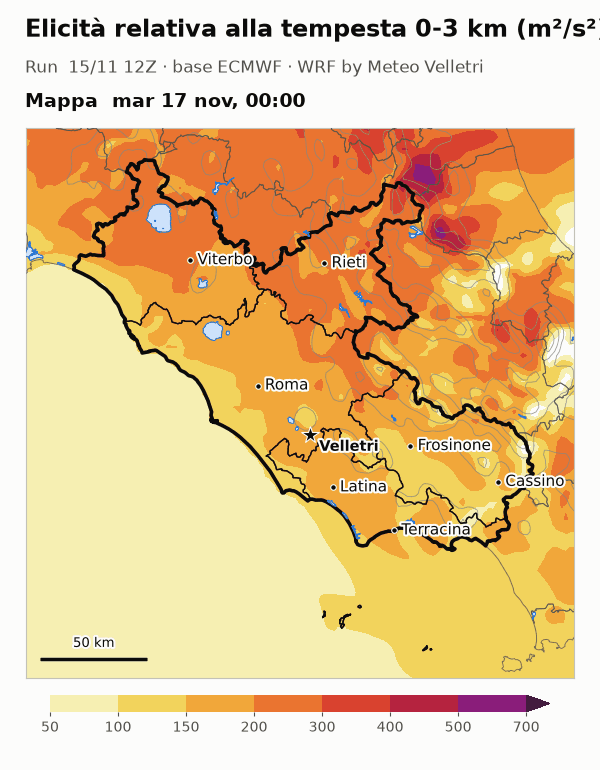 Elicità relativa alla tempesta 0-3 km (m²/s²)
Run 15/11 12Z · base ECMWF · WRF by Meteo Velletri
Mappa mar 17 nov, 00:00
Viterbo
Rieti
Roma
Velletri
Frosinone
Cassino
Latina
Terracina
50 km
50 100 150 200 300 400 500 700